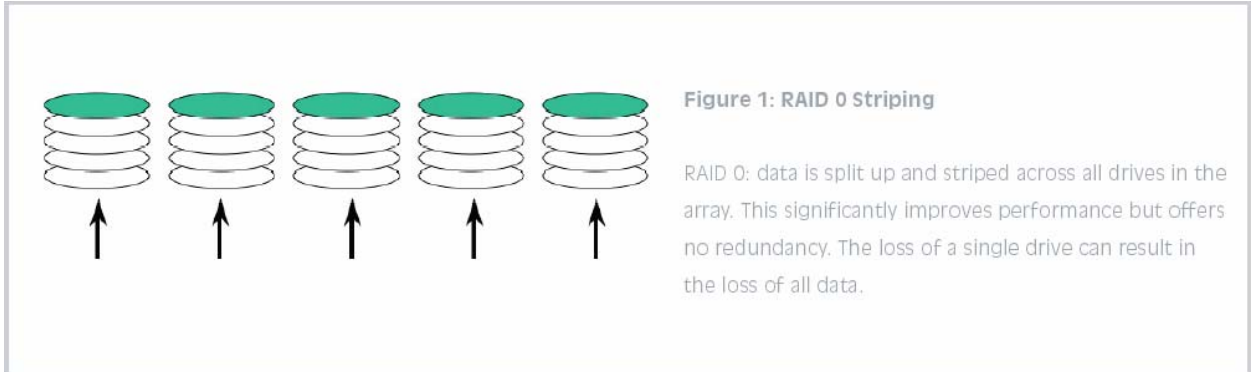 Figure 1: RAID 0 Striping
RAID 0: data is split up and striped across all drives in the
array. This significantly improves performance but offers
no redundancy. The loss of a single drive can result in
the loss of all data.